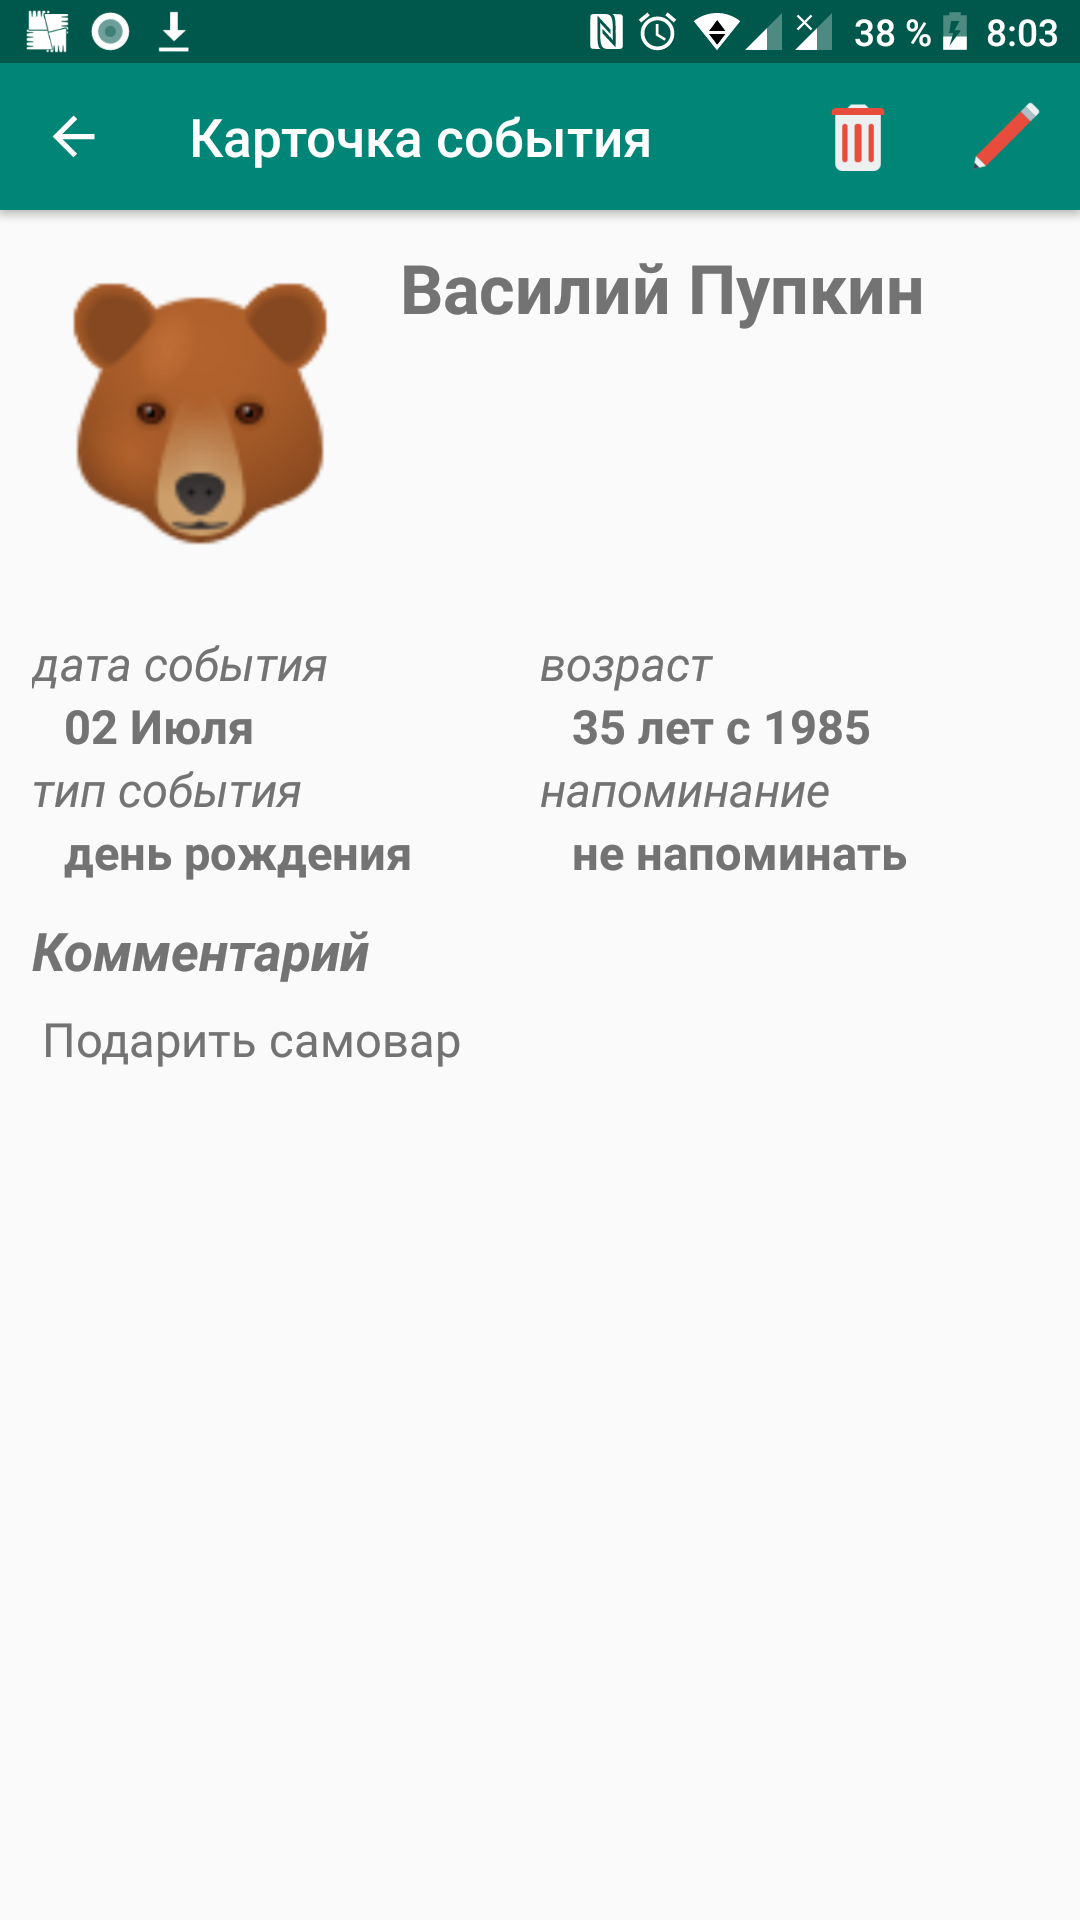 38 % 8:03
Карточка события
Василий Пупкин
дата события возраст
02 Июля 35 лет с 1985
тип события напоминание
день рождения не напоминать
Комментарий
Подарить самовар